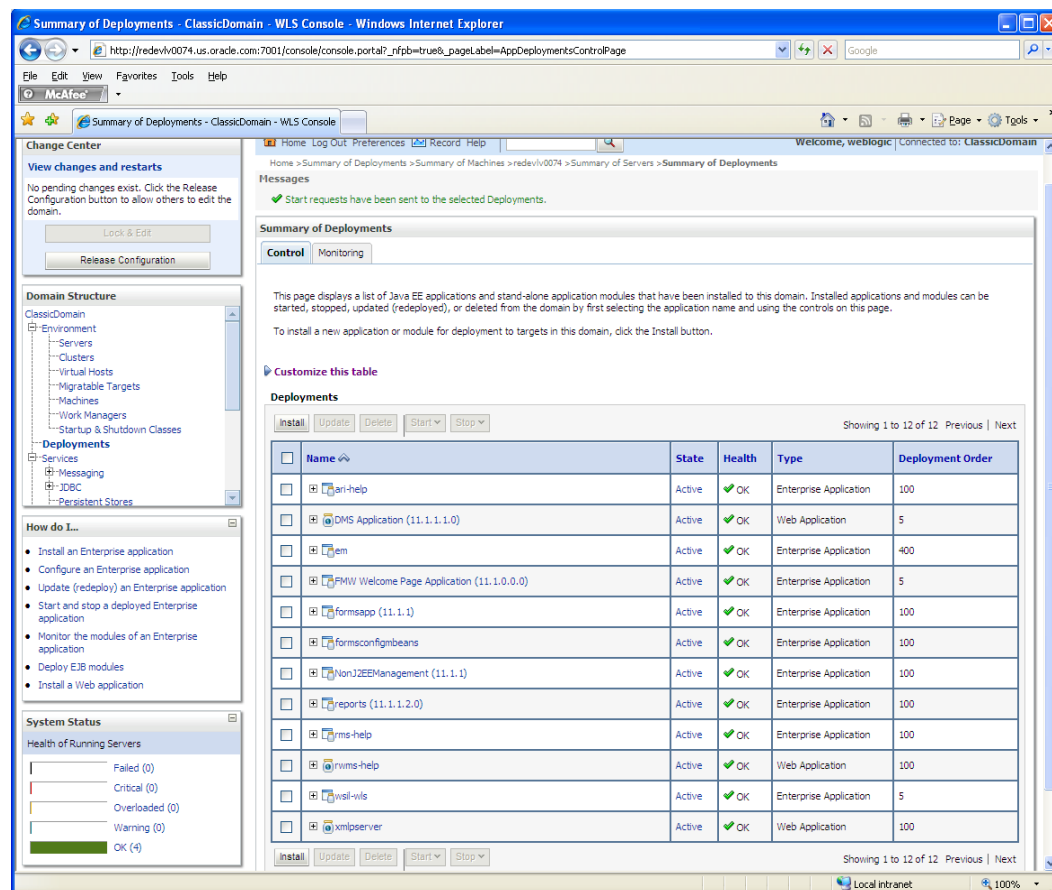 Summary of Deployments - ClassicDomain - WLS Console - Windows Internet Explorer
http://redevlv0074.us.oracle.com:7001/console/console.portal?_nfpb=true&_pageLabel=AppDeploymentsControlPage
Google
File Edit View Favorites Tools Help
McAfee
Summary of Deployments - ClassicDomain - WLS Console
Page Tools
Change Center
View changes and restarts
No pending changes exist. Click the Release
Configuration button to allow others to edit the
domain.
Lock & Edit
Release Configuration
Domain Structure
ClassicDomain
Environment
Servers
Clusters
Virtual Hosts
Migratable Targets
Machines
Work Managers
Startup & Shutdown Classes
Deployments
Services
Messaging
JDBC
Persistent Stores
How do I...
Install an Enterprise application
Configure an Enterprise application
Update (redeploy) an Enterprise application
Start and stop a deployed Enterprise
application
Monitor the modules of an Enterprise
application
Deploy EJB modules
Install a Web application
System Status
Health of Running Servers
Failed (0)
Critical (0)
Overloaded (0)
Warning (0)
OK (4)
Home Log Out Preferences Record Help
Welcome, weblogic Connected to: ClassicDomain
Home >Summary of Deployments >Summary of Machines >redevlv0074 >Summary of Servers >Summary of Deployments
Messages
Start requests have been sent to the selected Deployments.
Summary of Deployments
Control Monitoring
This page displays a list of Java EE applications and stand-alone application modules that have been installed to this domain. Installed applications and modules can be
started, stopped, updated (redeployed), or deleted from the domain by first selecting the application name and using the controls on this page.
To install a new application or module for deployment to targets in this domain, click the Install button.
Customize this table
Deployments
Install Update Delete Start Stop
Showing 1 to 12 of 12 Previous | Next
Name State Health Type Deployment Order
ari-help Active OK Enterprise Application 100
DMS Application (11.1.1.1.0) Active OK Web Application 5
em Active OK Enterprise Application 400
FMW Welcome Page Application (11.1.0.0.0) Active OK Enterprise Application 5
formsapp (11.1.1) Active OK Enterprise Application 100
formsconfigmbeans Active OK Enterprise Application 100
NonJ2EEManagement (11.1.1) Active OK Enterprise Application 100
reports (11.1.1.2.0) Active OK Enterprise Application 100
rms-help Active OK Enterprise Application 100
rwms-help Active OK Web Application 100
wsil-wls Active OK Enterprise Application 5
xmlpserver Active OK Web Application 100
Install Update Delete Start Stop
Showing 1 to 12 of 12 Previous | Next
Local intranet 100%